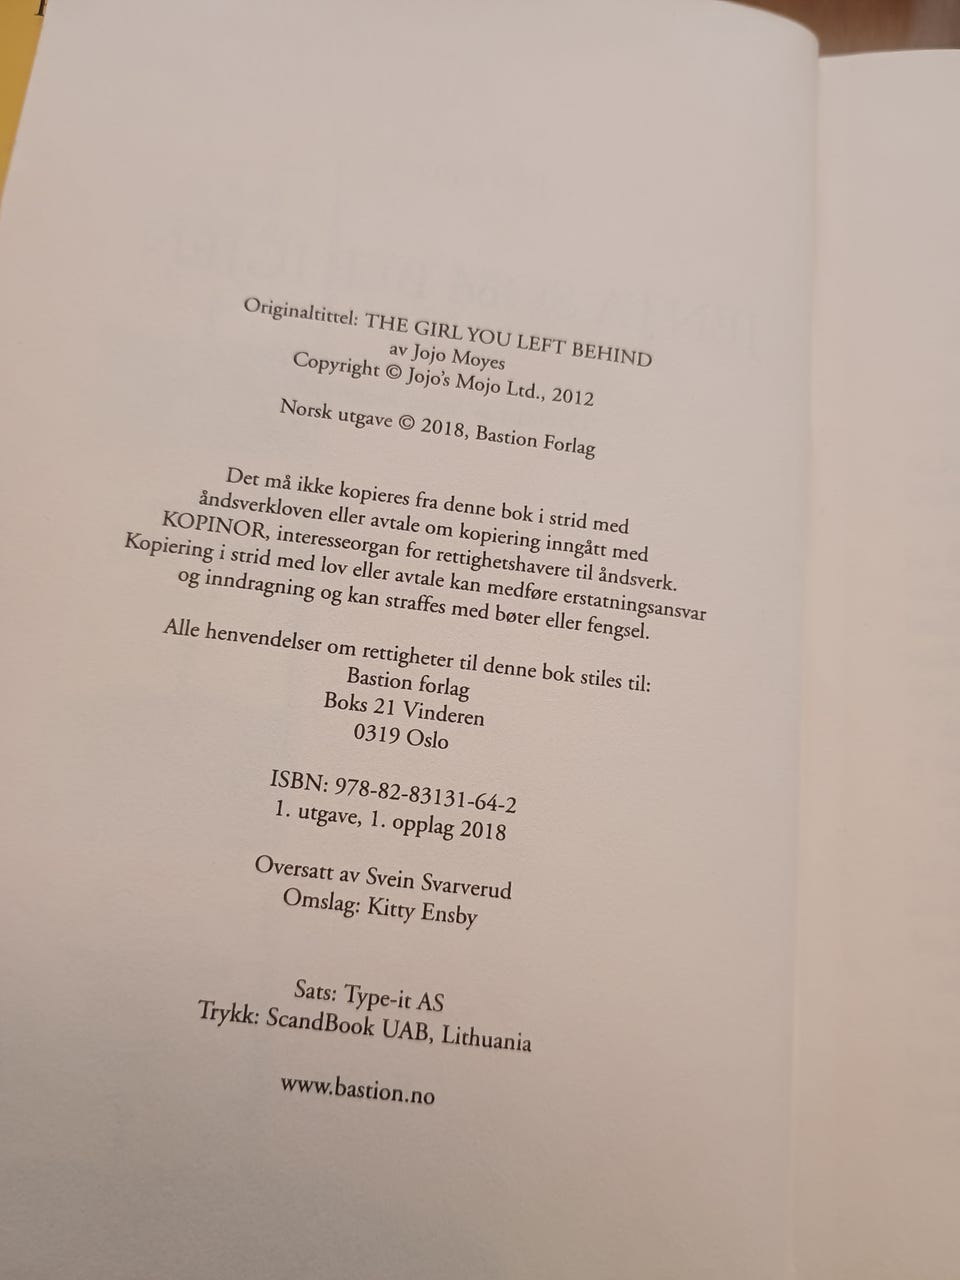 Originaltittel: THE GIRL YOU LEFT BEHIND
av Jojo Moyes
Copyright © Jojo's Mojo Ltd., 2012
Norsk utgave © 2018, Bastion Forlag
Det må ikke kopieres fra denne bok i strid med
åndsverkloven eller avtale om kopiering inngått med
KOPINOR, interesseorgan for rettighetshavere til åndsverk.
Kopiering i strid med lov eller avtale kan medføre erstatningsansvar
og inndragning og kan straffes med bøter eller fengsel.
Alle henvendelser om rettigheter til denne bok stiles til:
Bastion forlag
Boks 21 Vinderen
0319 Oslo
ISBN: 978-82-83131-64-2
1. utgave, 1. opplag 2018
Oversatt av Svein Svarverud
Omslag: Kitty Ensby
Sats: Type-it AS
Trykk: ScandBook UAB, Lithuania
www.bastion.no